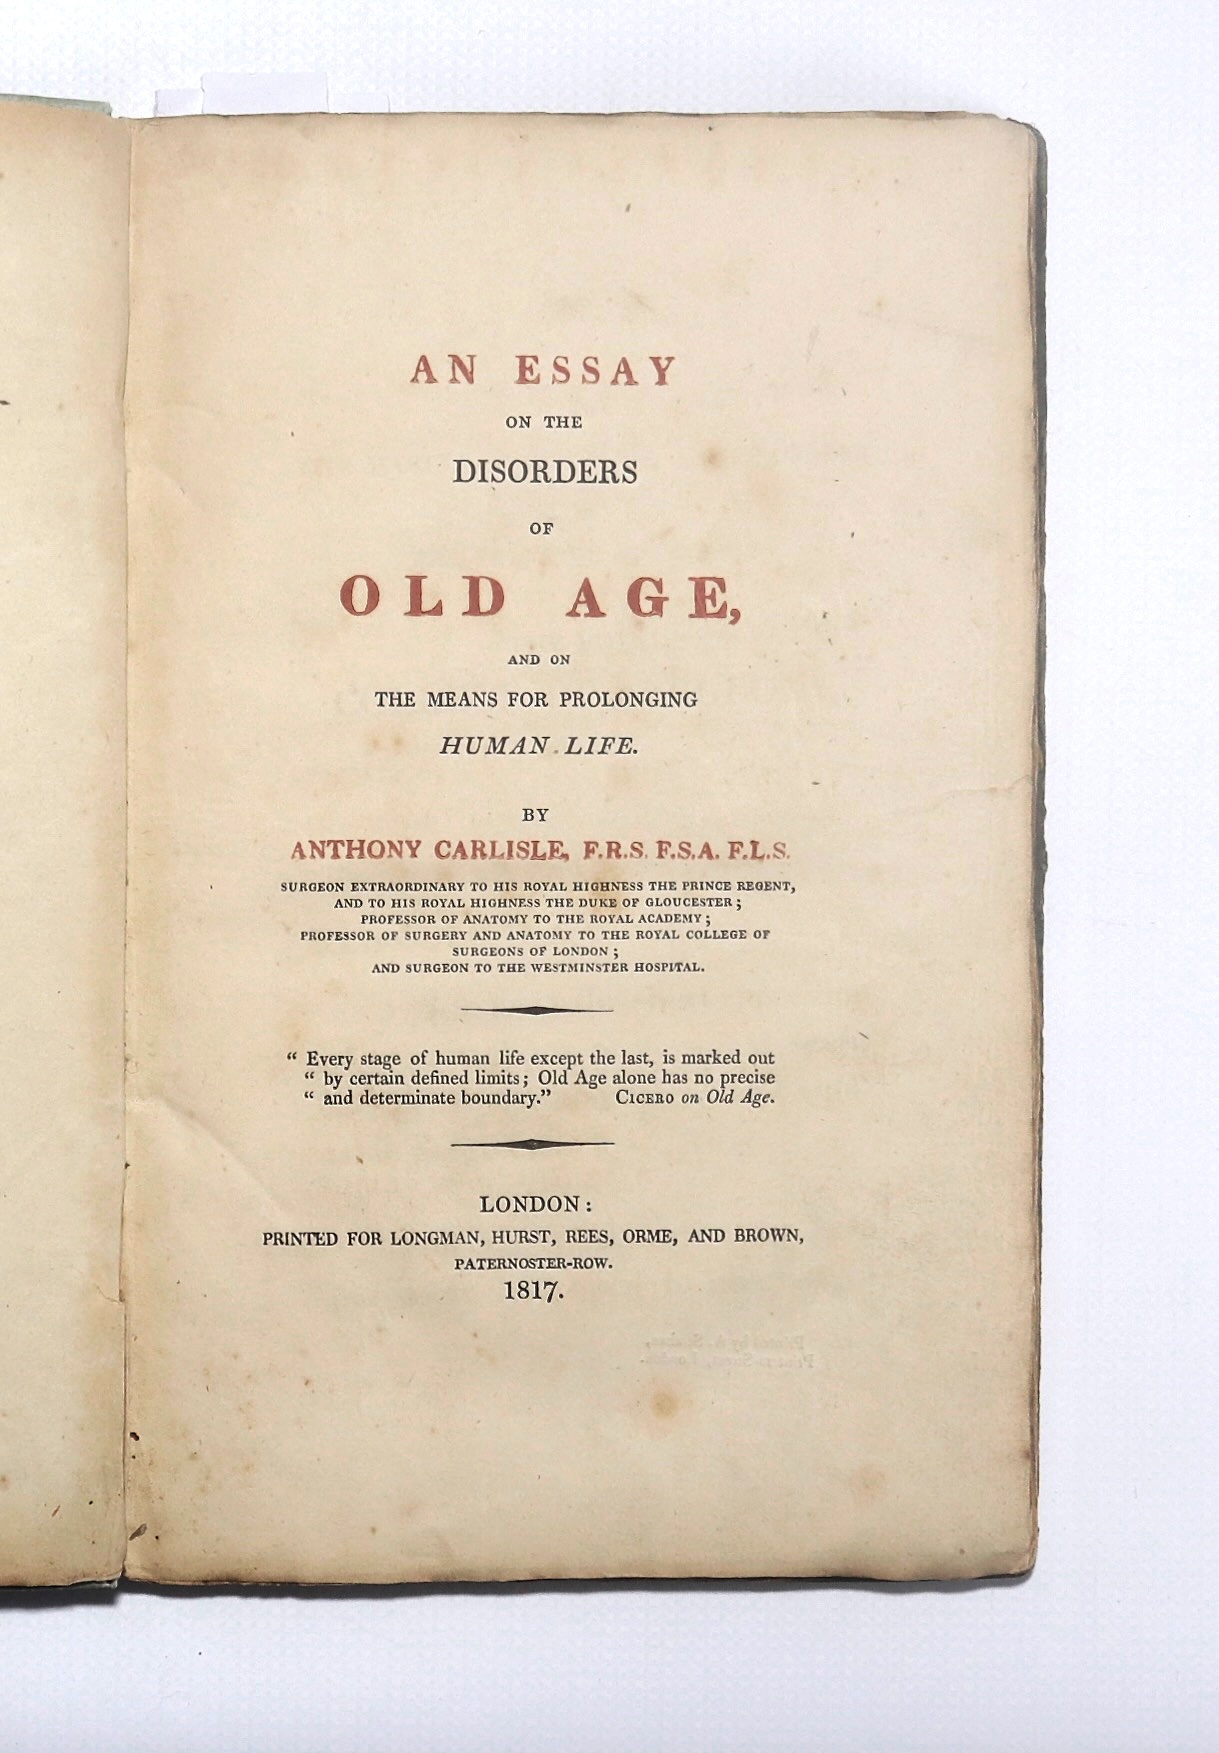 AN ESSAY
ON THE
DISORDERS
OF
OLD AGE,
AND ON
THE MEANS FOR PROLONGING
HUMAN LIFE.
BY
ANTHONY CARLISLE, F.R.S. F.S.A. F.L.S.
SURGEON EXTRAORDINARY TO HIS ROYAL HIGHNESS THE PRINCE REGENT,
AND TO HIS ROYAL HIGHNESS THE DUKE OF GLOUCESTER;
PROFESSOR OF ANATOMY TO THE ROYAL ACADEMY;
PROFESSOR OF SURGERY AND ANATOMY TO THE ROYAL COLLEGE OF
SURGEONS OF LONDON;
AND SURGEON TO THE WESTMINSTER HOSPITAL.
“ Every stage of human life except the last, is marked out
“ by certain defined limits; Old Age alone has no precise
“ and determinate boundary.” CICERO on Old Age.
LONDON:
PRINTED FOR LONGMAN, HURST, REES, ORME, AND BROWN,
PATERNOSTER-ROW.
1817.